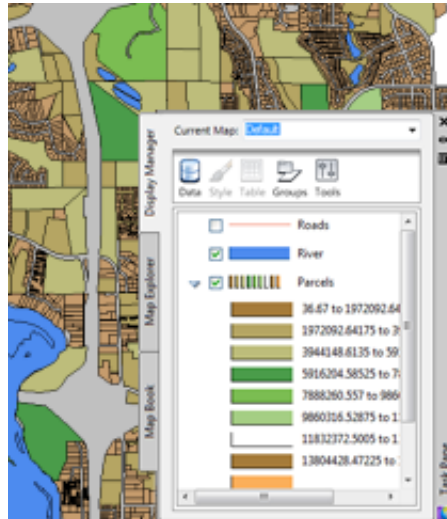 Current Map: Default
Data Style Table Groups Tools
Display Manager
Map Explorer
Map Book
Roads
River
Parcels
36.67 to 1972092.64
1972092.64175 to
3944148.6135 to
5916204.58525 to
7888260.557 to
9860316.52875 to
11832372.5005 to
13804428.47225 to
Task Pane